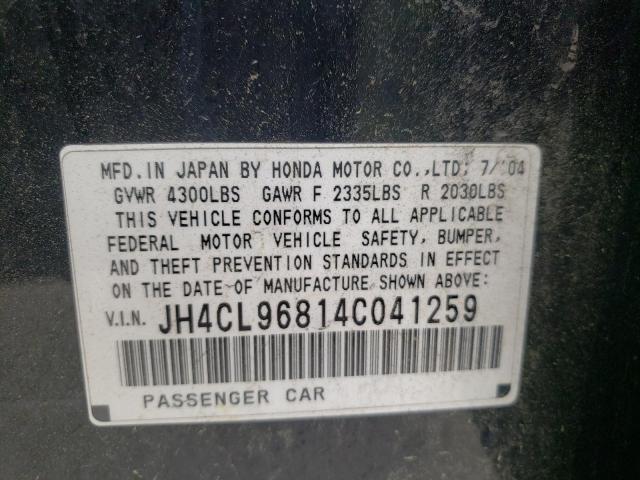 MFD. IN JAPAN BY HONDA MOTOR CO.,LTD. 7/'04
GVWR 4300LBS GAWR F 2335LBS R 2030LBS
THIS VEHICLE CONFORMS TO ALL APPLICABLE
FEDERAL MOTOR VEHICLE SAFETY, BUMPER,
AND THEFT PREVENTION STANDARDS IN EFFECT
ON THE DATE OF MANUFACTURE SHOWN ABOVE:
V.I.N. JH4CL96814C041259
PASSENGER CAR